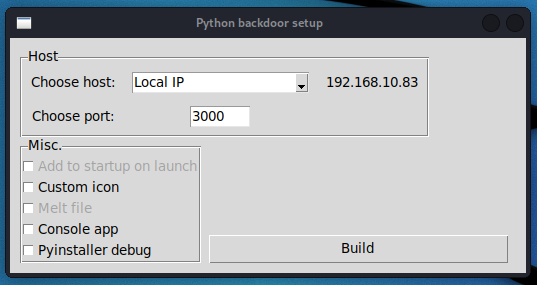 Python backdoor setup
Host
Choose host: Local IP 192.168.10.83
Choose port: 3000
Misc.
Add to startup on launch
Custom icon
Melt file
Console app
Pyinstaller debug
Build